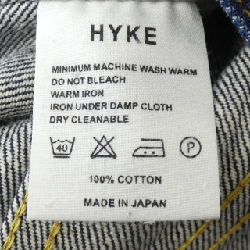 HYKE
MINIMUM MACHINE WASH WARM
DO NOT BLEACH
WARM IRON
IRON UNDER DAMP CLOTH
DRY CLEANABLE
40 P
100% COTTON
MADE IN JAPAN